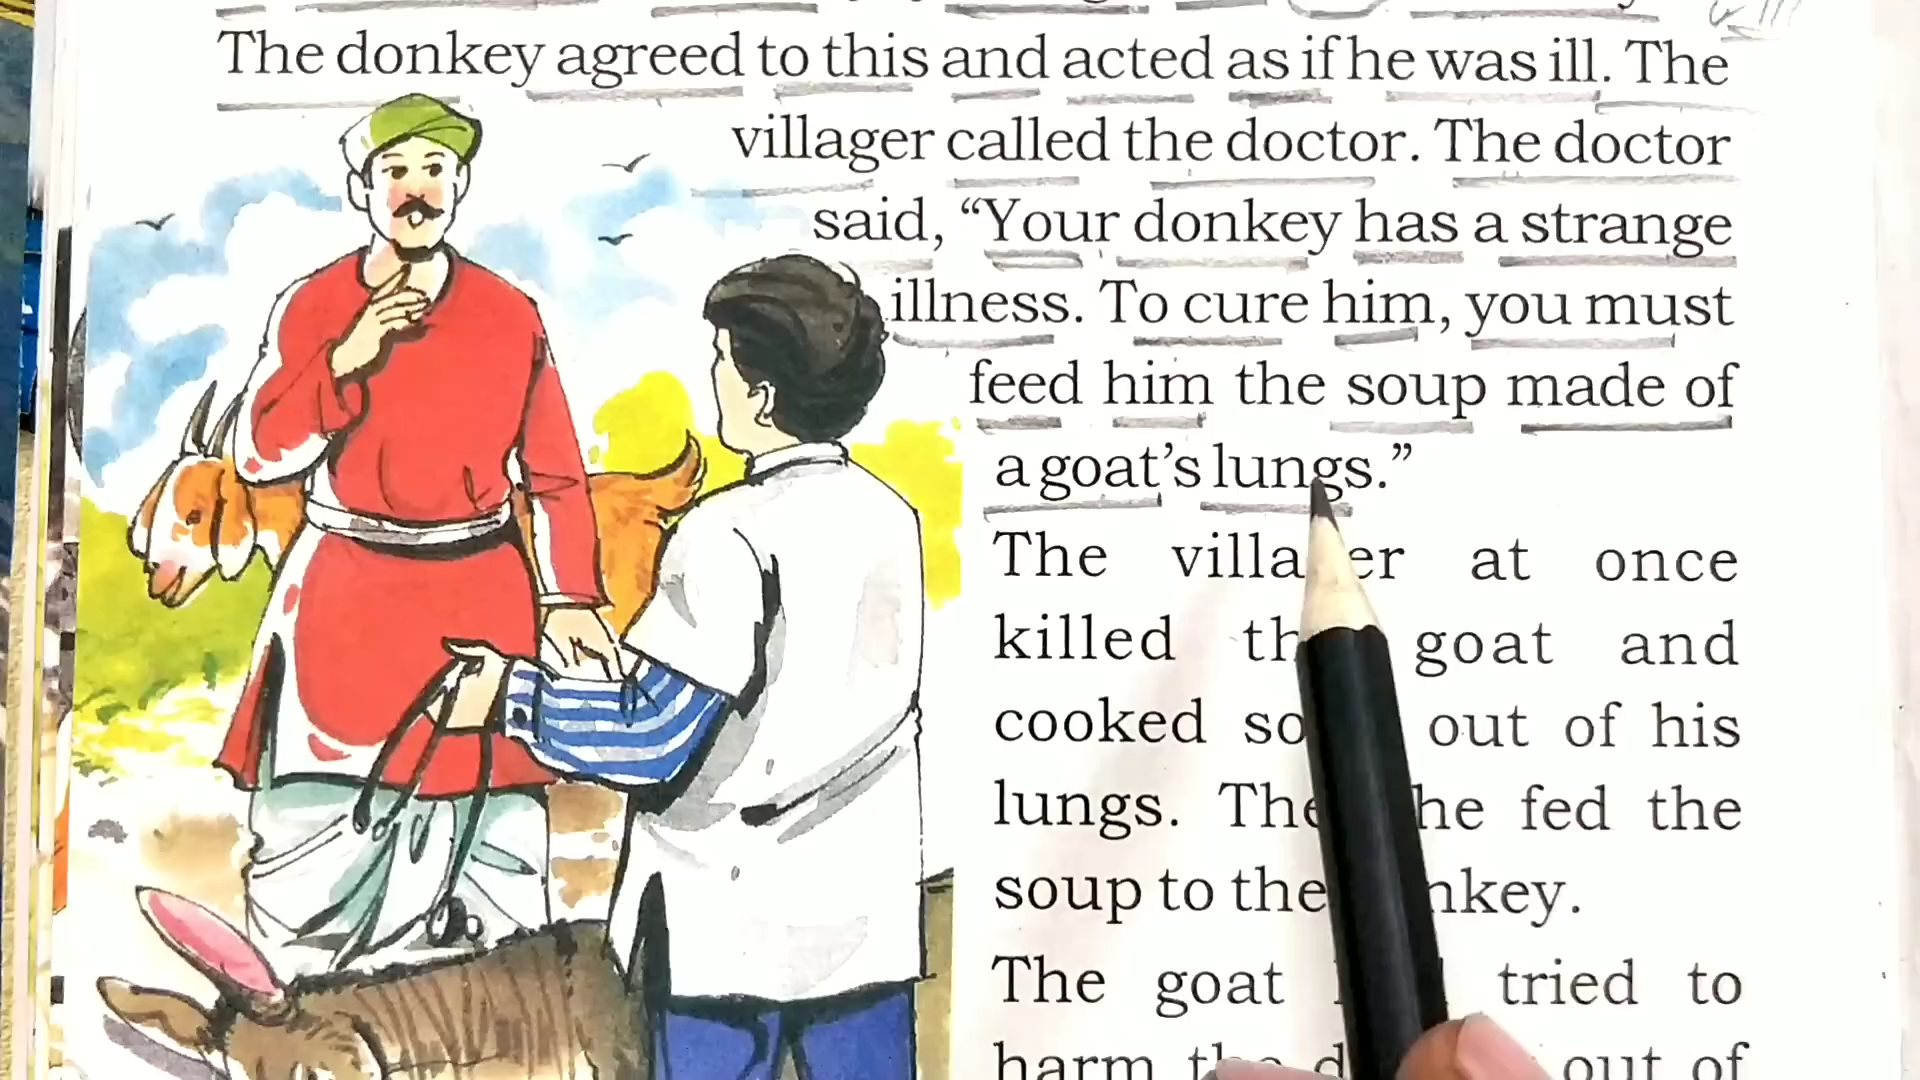 The donkey agreed to this and acted as if he was ill. The
villager called the doctor. The doctor
said, “Your donkey has a strange
illness. To cure him, you must
feed him the soup made of
a goat’s lungs.”
The villa er at once
killed th goat and
cooked so out of his
lungs. The he fed the
soup to the nkey.
The goat tried to
harm out of